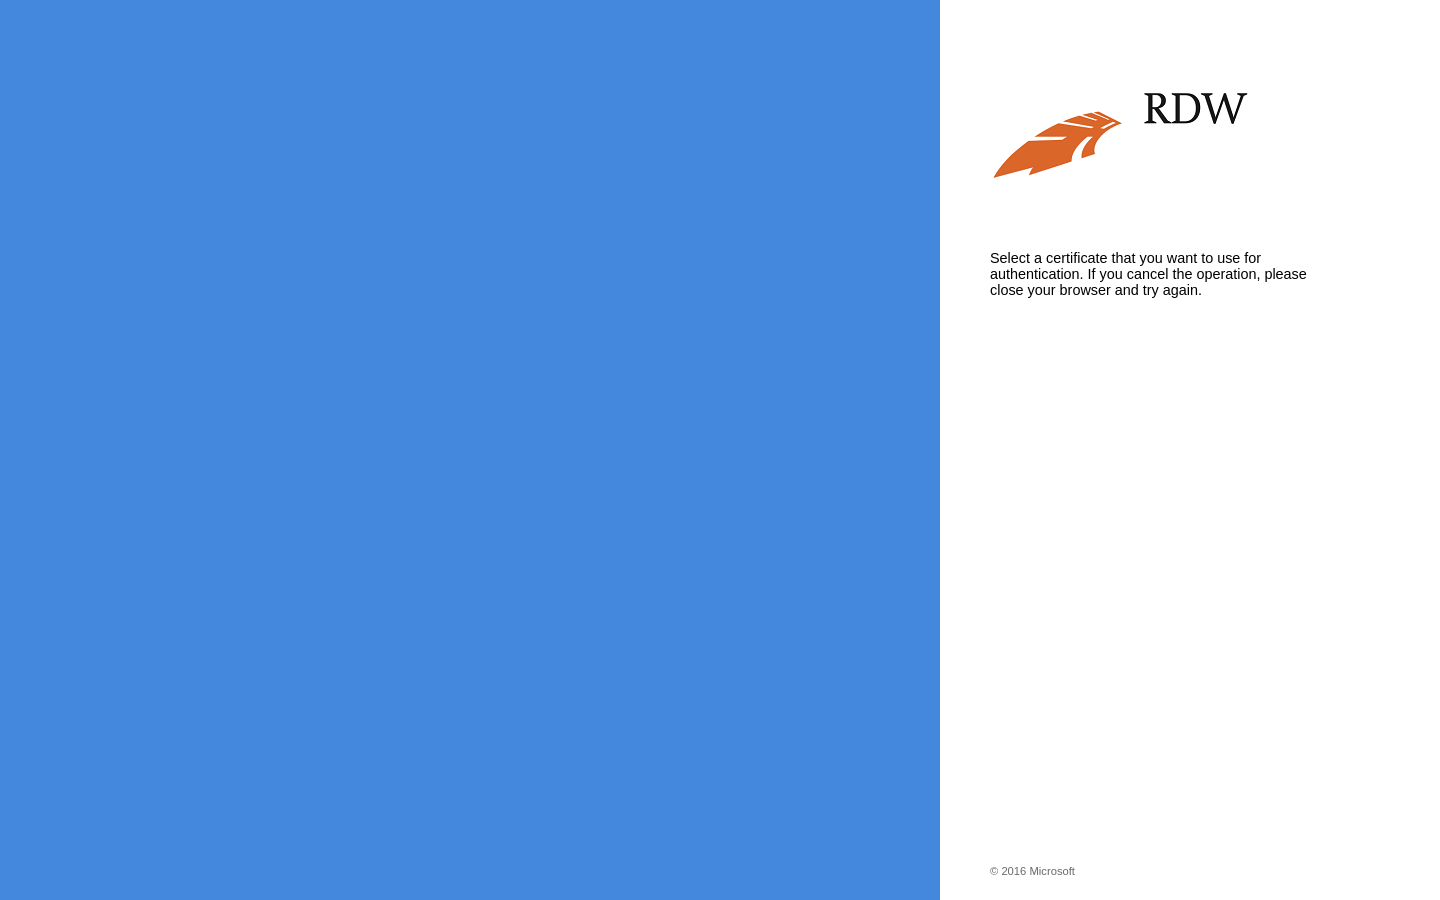 RDW
Select a certificate that you want to use for
authentication. If you cancel the operation, please
close your browser and try again.
© 2016 Microsoft